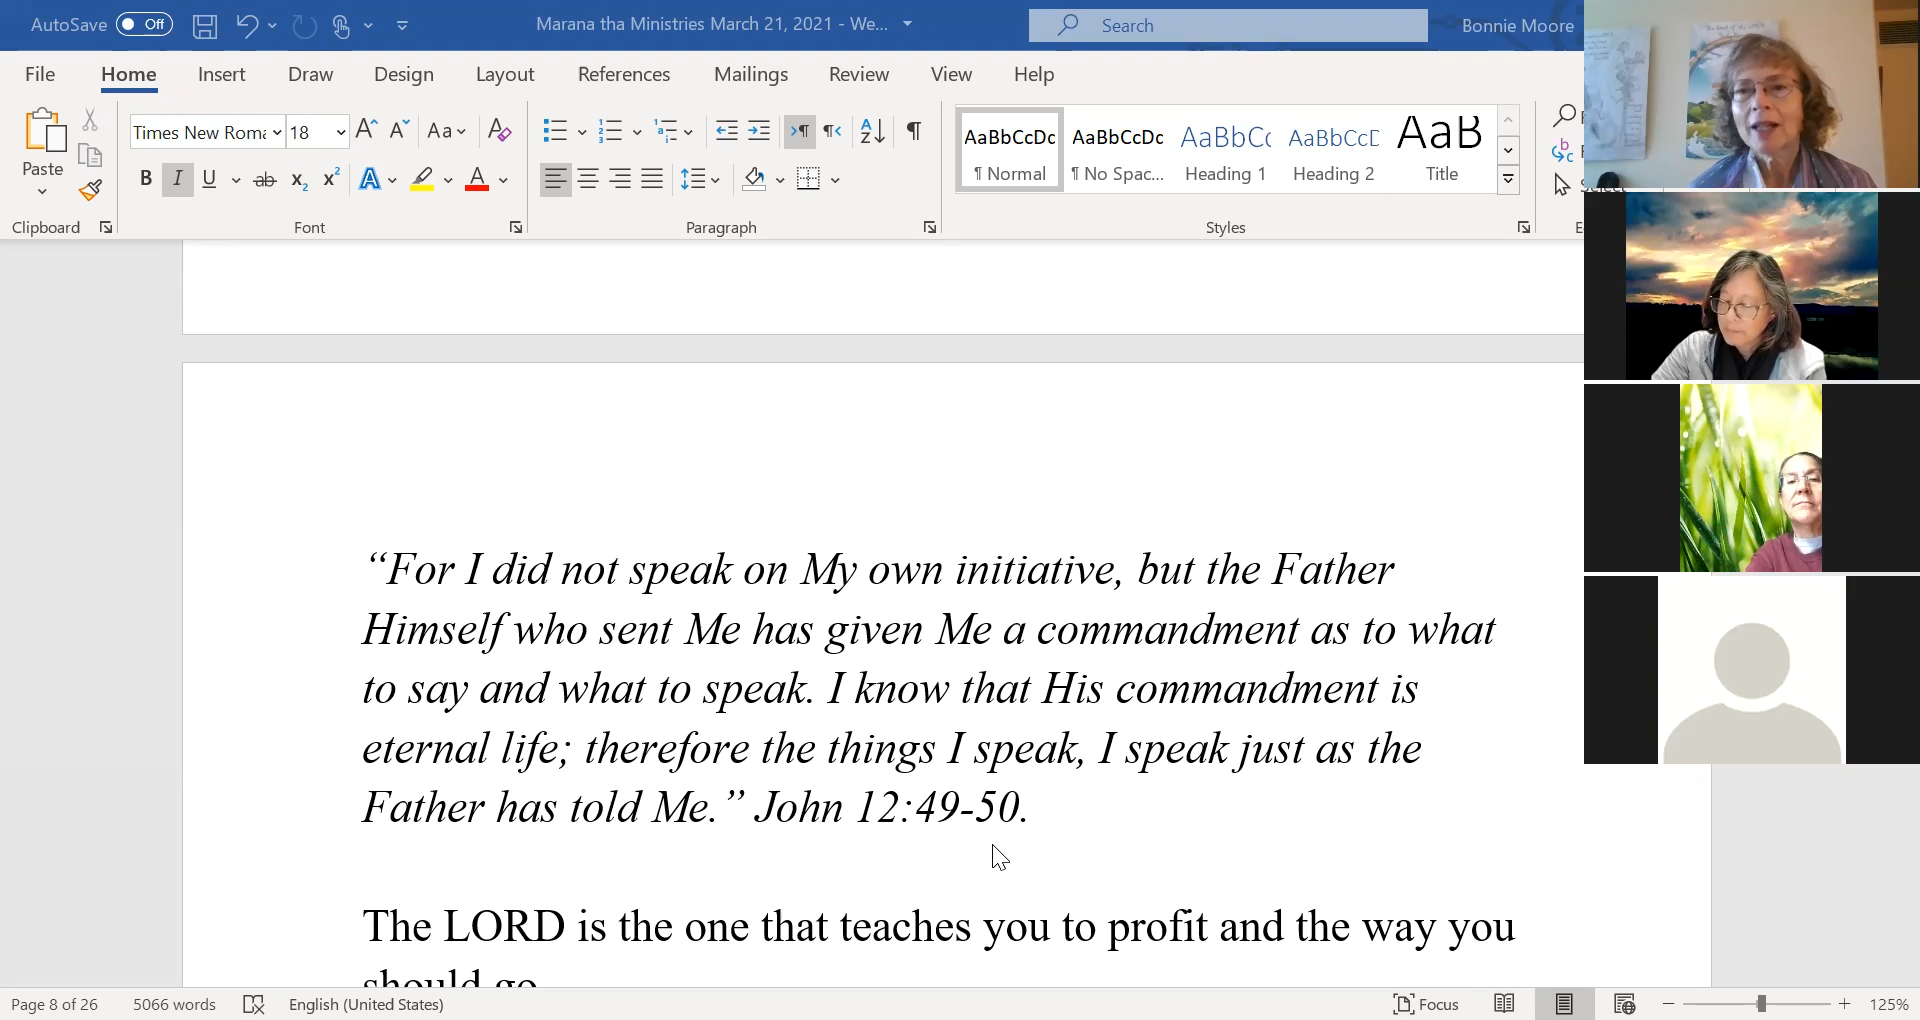 AutoSave Off
Marana tha Ministries March 21, 2021 - We...
Search
Bonnie Moore
File Home Insert Draw Design Layout References Mailings Review View Help
Times New Roma 18
Aa
AaBbCcDc AaBbCcDc AaBbCc AaBbCcE AaB
Paste
B I U ab x2 x2 A A
¶ Normal ¶ No Spac... Heading 1 Heading 2 Title
Clipboard Font Paragraph Styles
“For I did not speak on My own initiative, but the Father
Himself who sent Me has given Me a commandment as to what
to say and what to speak. I know that His commandment is
eternal life; therefore the things I speak, I speak just as the
Father has told Me.” John 12:49-50.
The LORD is the one that teaches you to profit and the way you
should go
Page 8 of 26 5066 words English (United States) Focus 125%